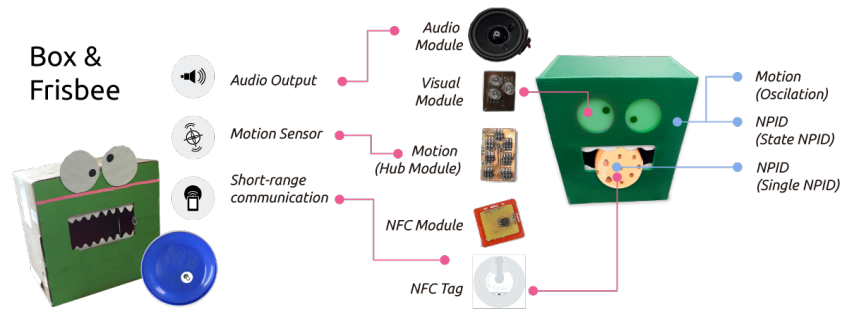 Box &
Frisbee
Audio Output
Motion Sensor
Short-range
communication
Audio
Module
Visual
Module
Motion
(Hub Module)
NFC Module
NFC Tag
Motion
(Oscilation)
NPID
(State NPID)
NPID
(Single NPID)